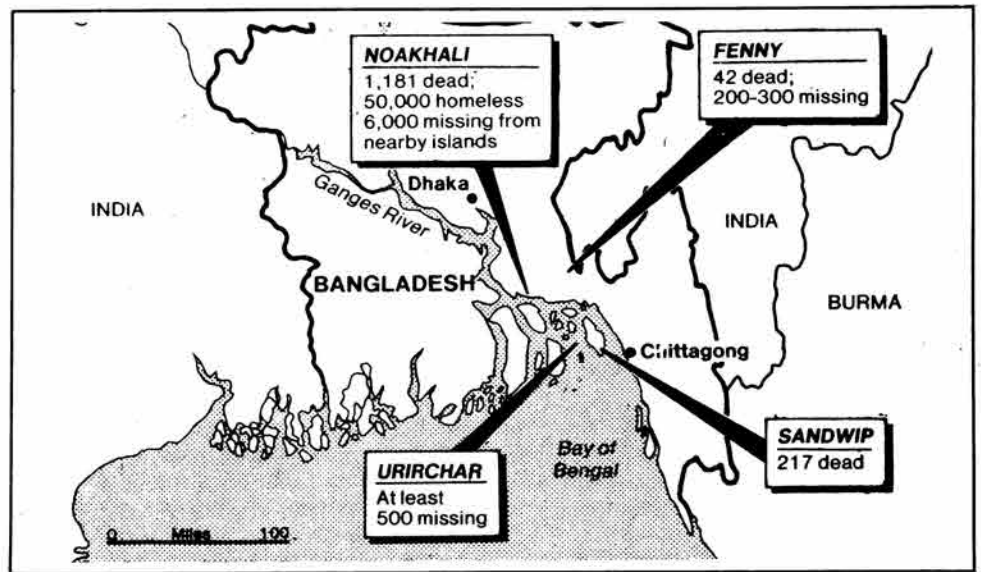 NOAKHALI
1,181 dead;
50,000 homeless
6,000 missing from
nearby islands
FENNY
42 dead;
200-300 missing
Dhaka
Ganges River
INDIA
INDIA
BANGLADESH
BURMA
Chittagong
SANDWIP
217 dead
URIRCHAR
At least
500 missing
Bay of
Bengal
0 Miles 100